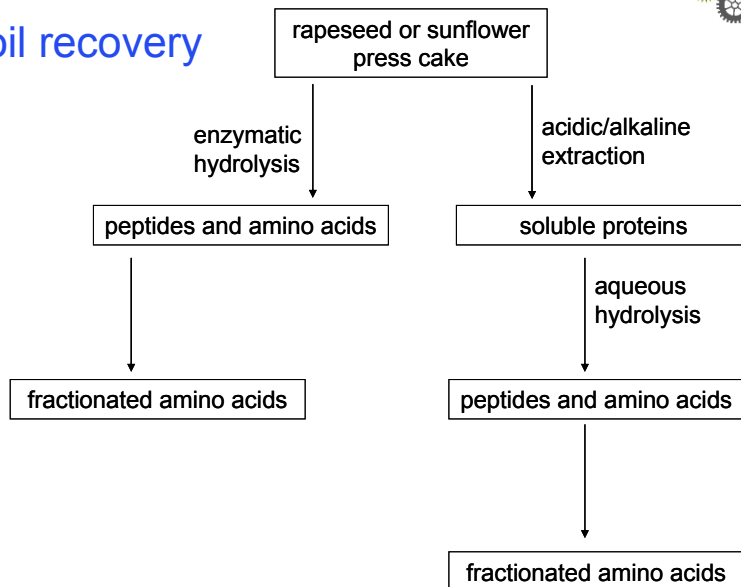 oil recovery
rapeseed or sunflower
press cake
enzymatic
hydrolysis
acidic/alkaline
extraction
peptides and amino acids
soluble proteins
aqueous
hydrolysis
fractionated amino acids
peptides and amino acids
fractionated amino acids